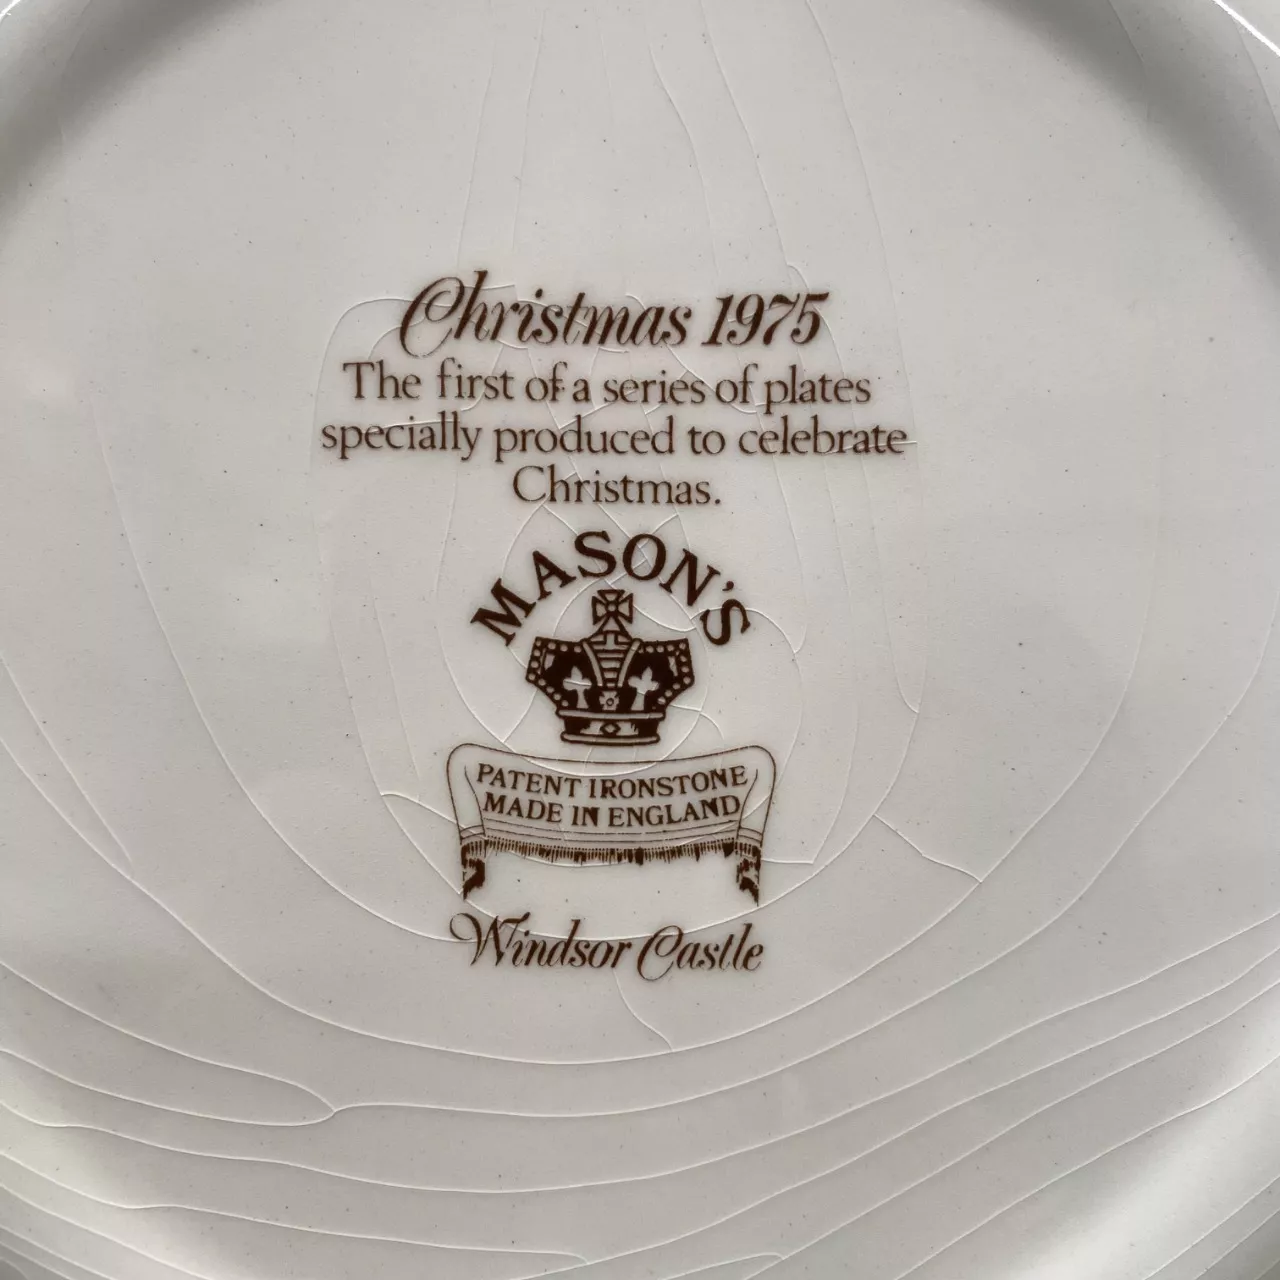 Christmas 1975
The first of a series of plates
specially produced to celebrate
Christmas.
MASON'S
PATENT IRONSTONE
MADE IN ENGLAND
Windsor Castle